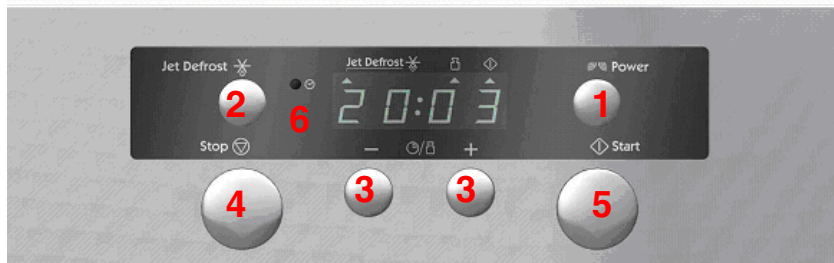 Jet Defrost
Jet Defrost
Power
2
6
20:03
1
Stop
− / +
Start
4
3
3
5